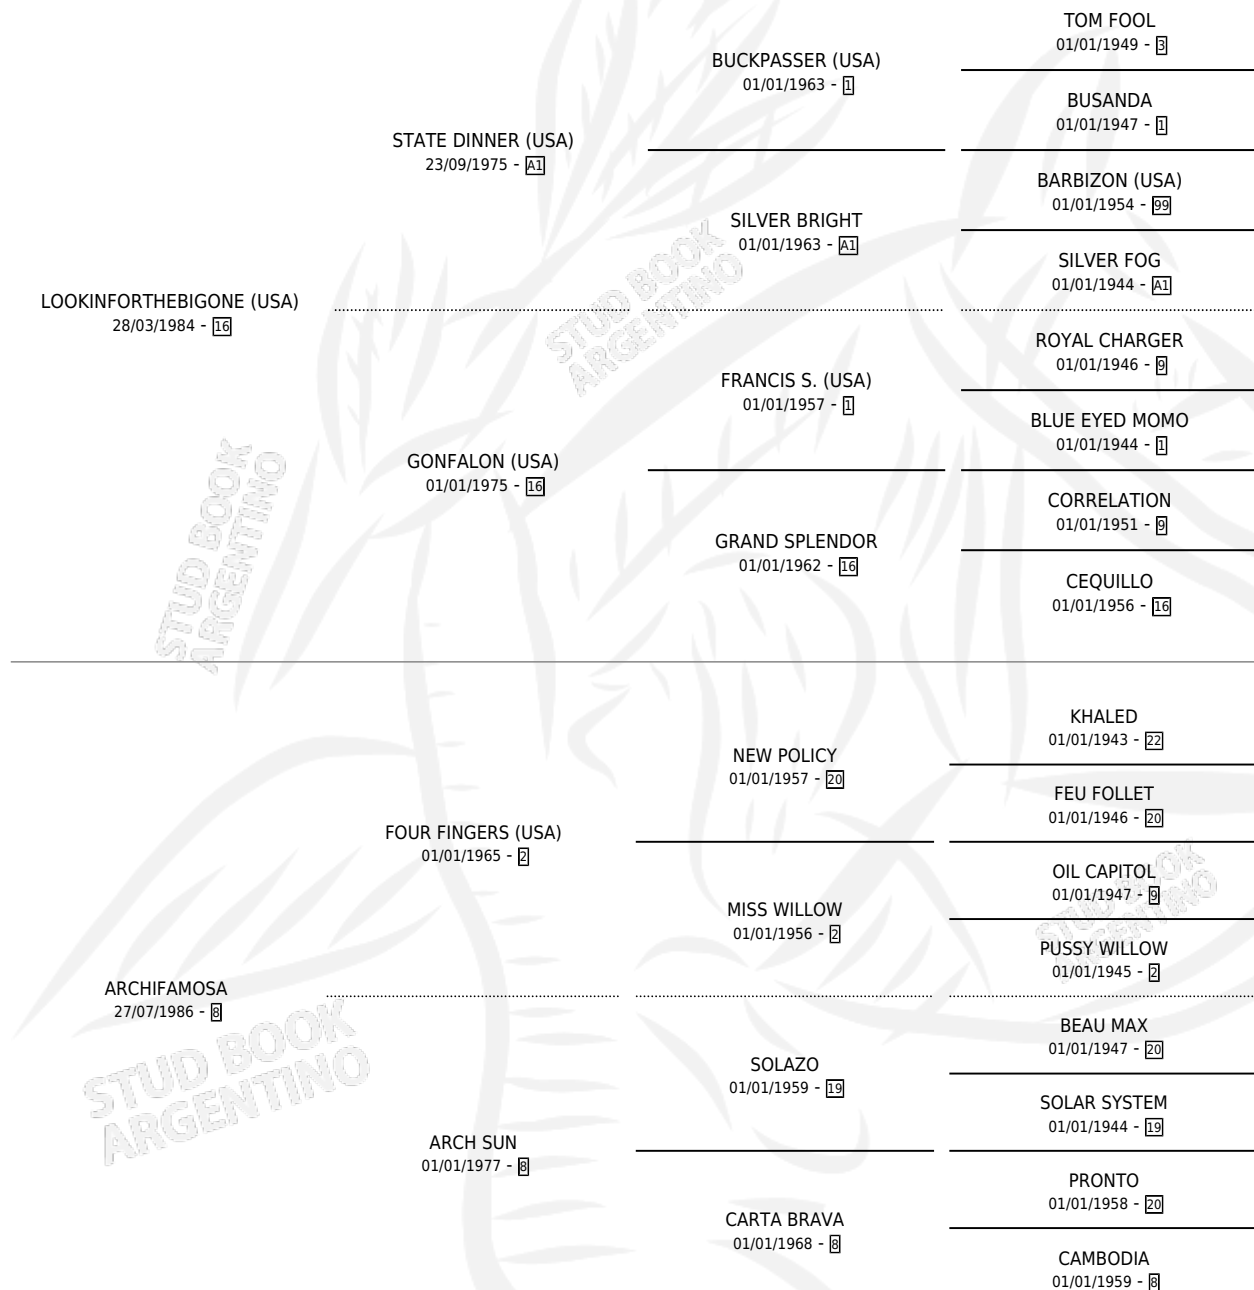 TOM FOOL
01/01/1949 - 3
BUCKPASSER (USA)
01/01/1963 - 1
BUSANDA
01/01/1947 - 1
STATE DINNER (USA)
23/09/1975 - A1
BARBIZON (USA)
01/01/1954 - 99
SILVER BRIGHT
01/01/1963 - A1
SILVER FOG
01/01/1944 - A1
LOOKINFORTHEBIGONE (USA)
28/03/1984 - 16
ROYAL CHARGER
01/01/1946 - 9
FRANCIS S. (USA)
01/01/1957 - 1
BLUE EYED MOMO
01/01/1944 - 1
GONFALON (USA)
01/01/1975 - 16
CORRELATION
01/01/1951 - 9
GRAND SPLENDOR
01/01/1962 - 16
CEQUILLO
01/01/1956 - 16
KHALED
01/01/1943 - 22
NEW POLICY
01/01/1957 - 20
FEU FOLLET
01/01/1946 - 20
FOUR FINGERS (USA)
01/01/1965 - 2
OIL CAPITOL
01/01/1947 - 9
MISS WILLOW
01/01/1956 - 2
PUSSY WILLOW
01/01/1945 - 2
ARCHIFAMOSA
27/07/1986 - 8
BEAU MAX
01/01/1947 - 20
SOLAZO
01/01/1959 - 19
SOLAR SYSTEM
01/01/1944 - 19
ARCH SUN
01/01/1977 - 8
PRONTO
01/01/1958 - 20
CARTA BRAVA
01/01/1968 - 8
CAMBODIA
01/01/1959 - 8
STUD BOOK
ARGENTINO
STUD BOOK
ARGENTINO
STUD BOOK
ARGENTINO
STUD BOOK
ARGENTINO